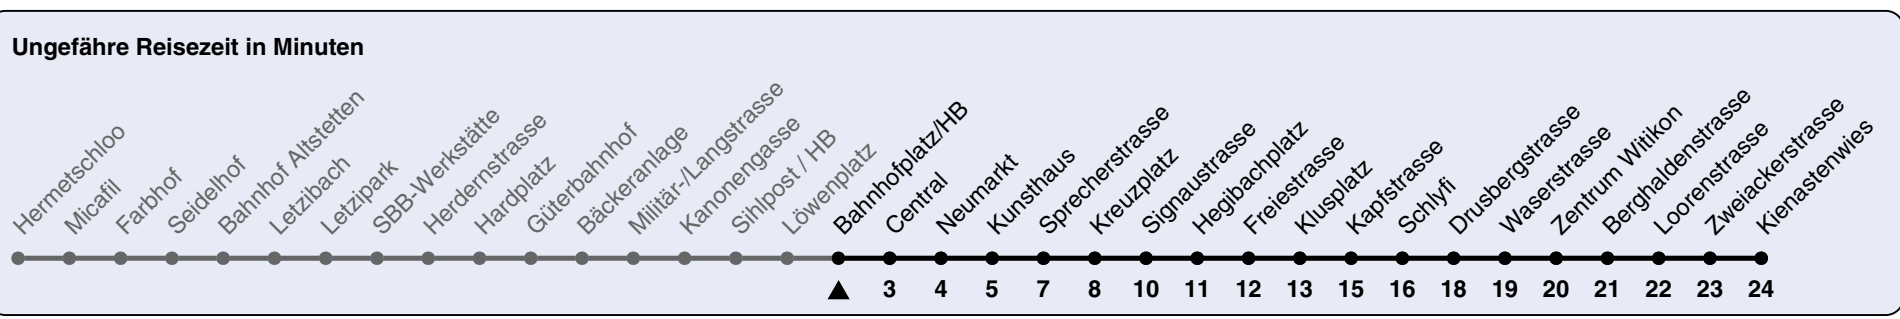 Ungefähre Reisezeit in Minuten
Hermetschloo
Micafil
Farbhof
Seidelhof
Bahnhof Altstetten
Letzibach
Letzipark
SBB-Werkstätte
Herdernstrasse
Hardplatz
Güterbahnhof
Bäckeranlage
Militär-/Langstrasse
Kanonengasse
Sihlpost / HB
Löwenplatz
Bahnhofplatz/HB
Central
Neumarkt
Kunsthaus
Sprecherstrasse
Kreuzplatz
Signaustrasse
Hegibachplatz
Freiestrasse
Klusplatz
Kapfstrasse
Schlyfi
Drusbergstrasse
Waserstrasse
Zentrum Witikon
Berghaldenstrasse
Loorenstrasse
Zweiackerstrasse
Kienastenwies
3 4 5 7 8 10 11 12 13 15 16 18 19 20 21 22 23 24